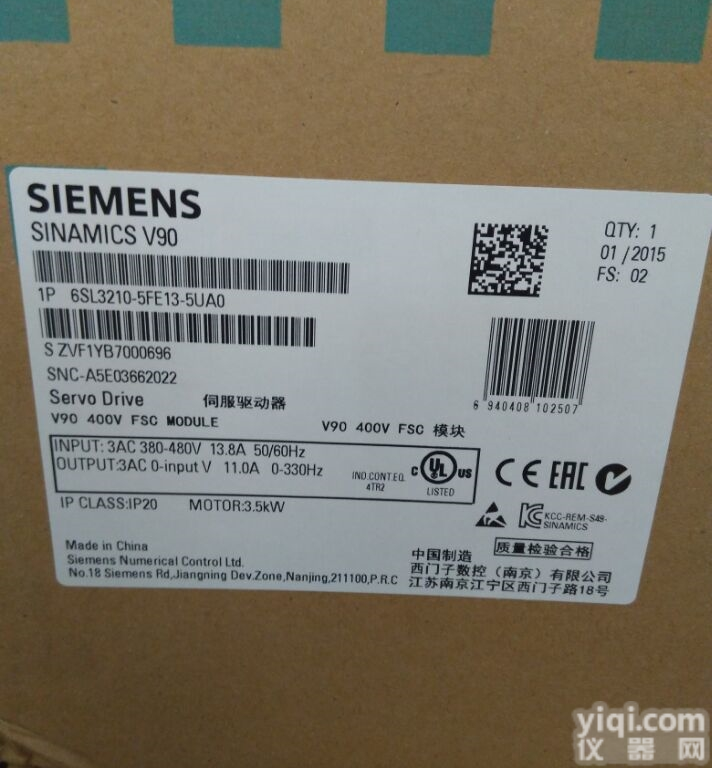 SIEMENS
SINAMICS V90
QTY: 1
01 / 2015
FS: 02
1P 6SL3210-5FE13-5UA0
S ZVF1YB7000696
SNC-A5E03662022
6 940408 102507
Servo Drive 伺服驱动器
V90 400V FSC MODULE V90 400V FSC 模块
INPUT: 3AC 380-480V 13.8A 50/60Hz
OUTPUT:3AC 0-input V 11.0A 0-330Hz
IND.CONT.EQ.
4TR2
C UL US
LISTED
CE EAC
IP CLASS:IP20 MOTOR:3.5kW
KCC-REM-S49-
SINAMICS
Made in China
Siemens Numerical Control Ltd.
No.18 Siemens Rd,Jiangning Dev.Zone,Nanjing,211100,P.R.C
中国制造 质量检验合格
西门子数控（南京）有限公司
江苏南京江宁区西门子路18号
yiqi.com
仪器网